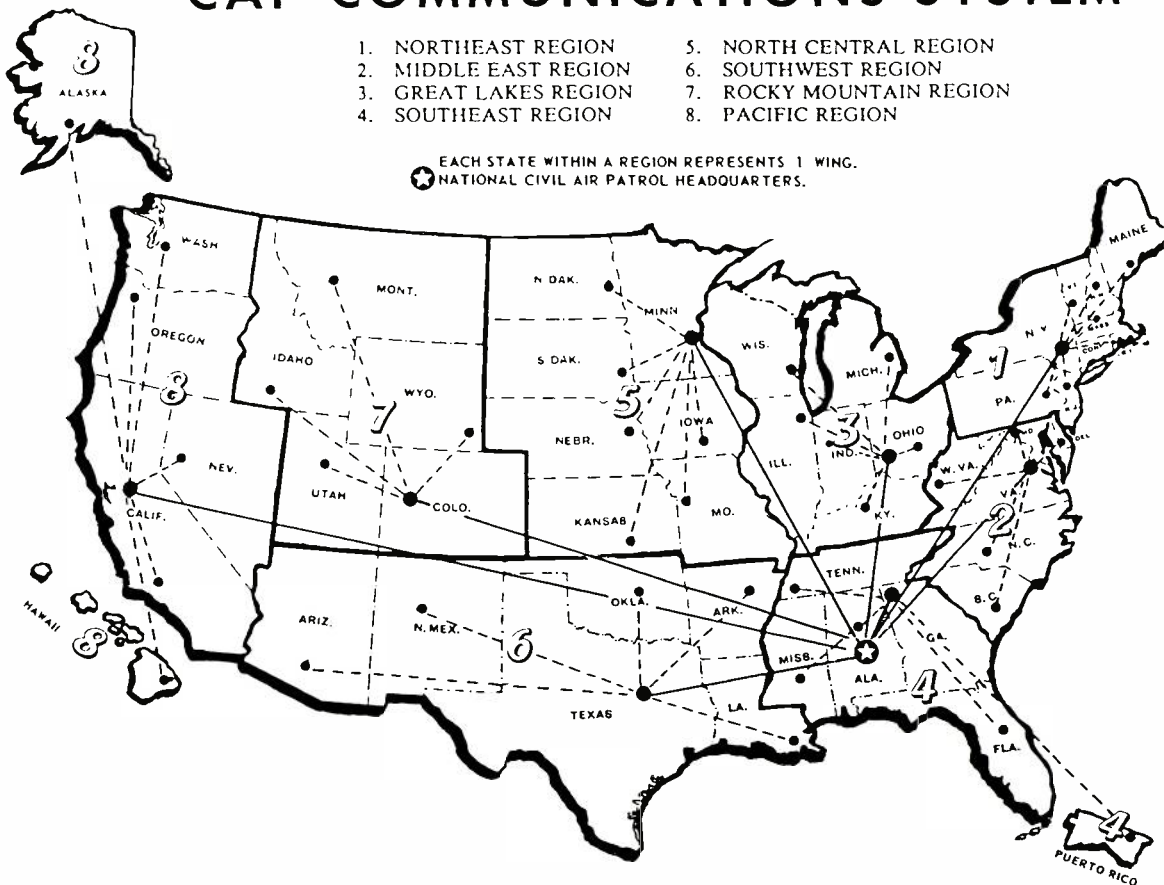 CAP COMMUNICATIONS SYSTEM
1. NORTHEAST REGION
2. MIDDLE EAST REGION
3. GREAT LAKES REGION
4. SOUTHEAST REGION
5. NORTH CENTRAL REGION
6. SOUTHWEST REGION
7. ROCKY MOUNTAIN REGION
8. PACIFIC REGION
EACH STATE WITHIN A REGION REPRESENTS 1 WING.
NATIONAL CIVIL AIR PATROL HEADQUARTERS.
8
ALASKA
WASH
MONT.
N DAK.
MINN
MAINE
OREGON
IDAHO
S DAK.
WIS.
MICH.
N.Y.
1
8
7
WYO.
5
3
PA.
NEBR.
IOWA
OHIO
NEV.
UTAH
COLO.
ILL.
IND.
W.VA.
VA.
DEL
CALIF.
KANSAB
MO.
KY.
2
N.C.
HAWAII
8
ARIZ.
N.MEX.
OKLA.
ARK.
TENN.
S.C.
6
MISB.
ALA.
GA.
4
TEXAS
LA.
FLA.
4
PUERTO RICO